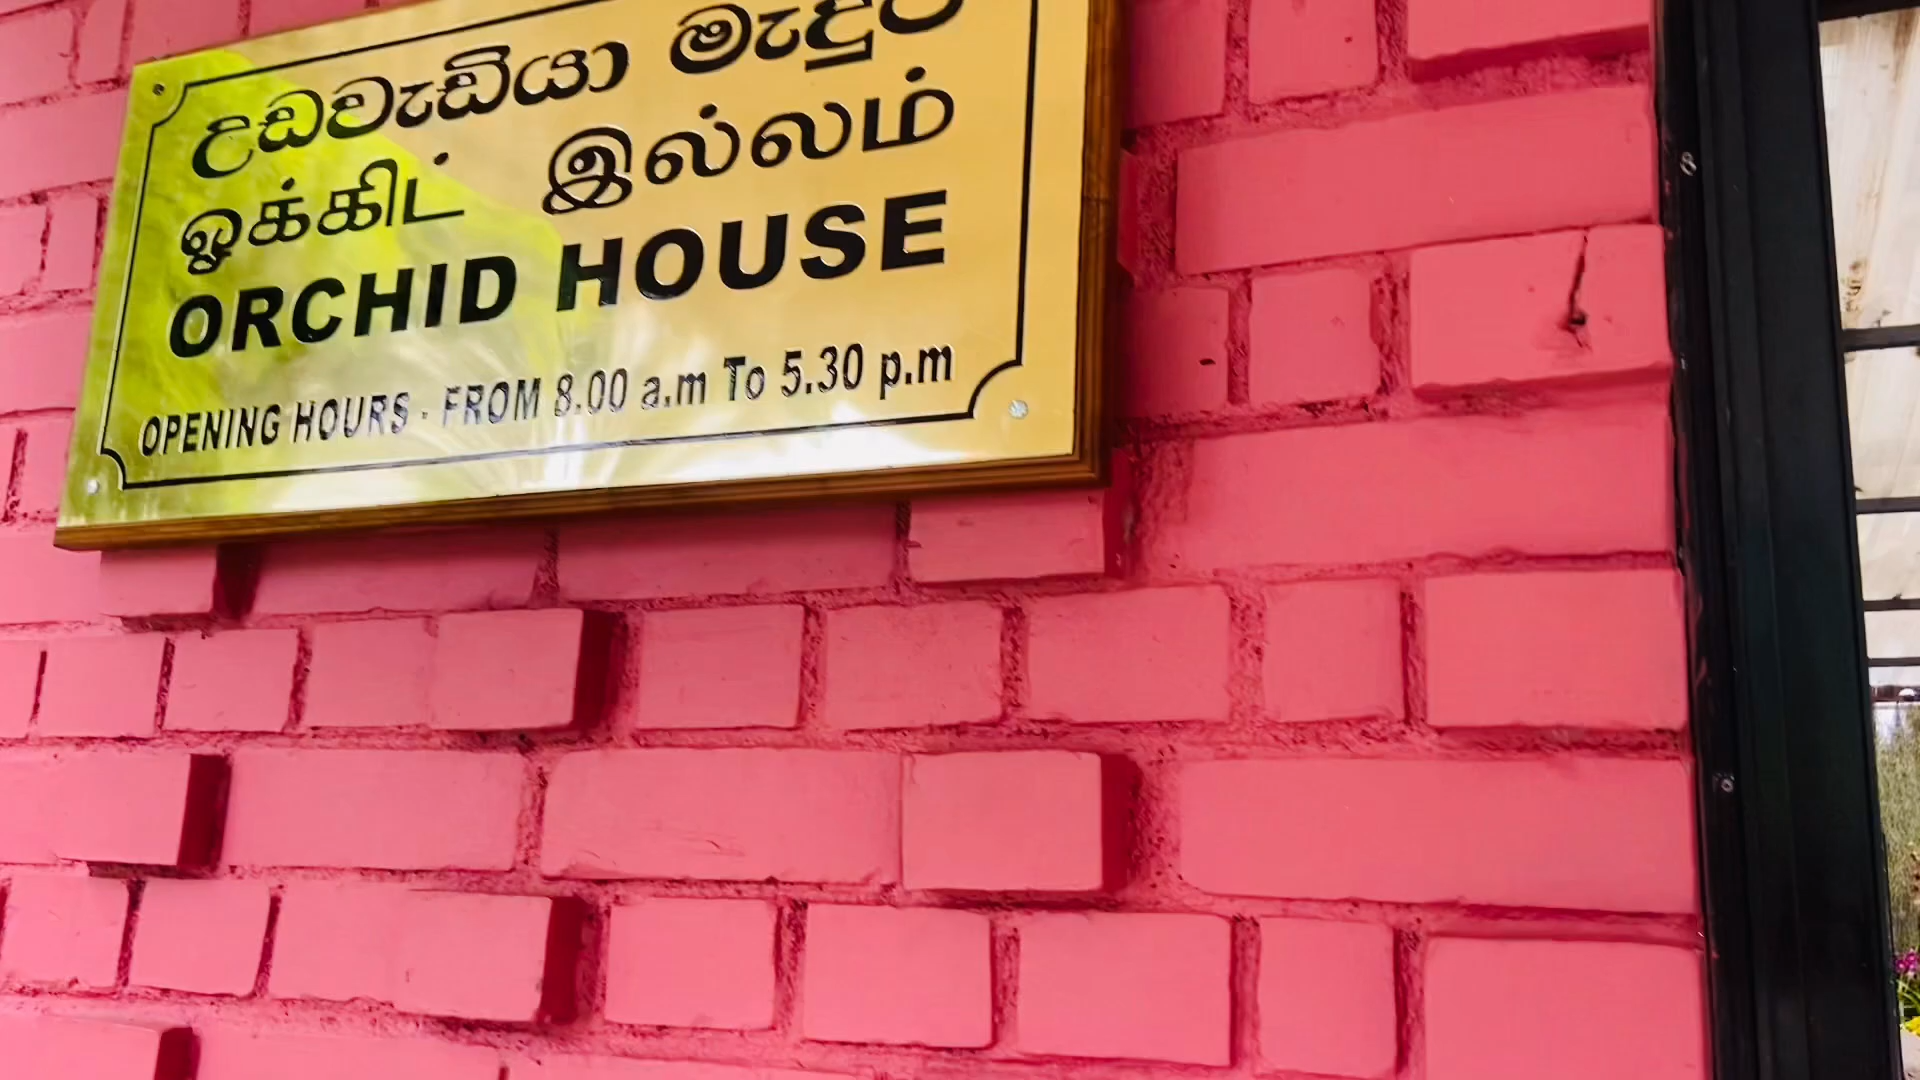 උඩවැඩියා මැදුර
ஓக்கிட் இல்லம்
ORCHID HOUSE
OPENING HOURS - FROM 8.00 a.m To 5.30 p.m